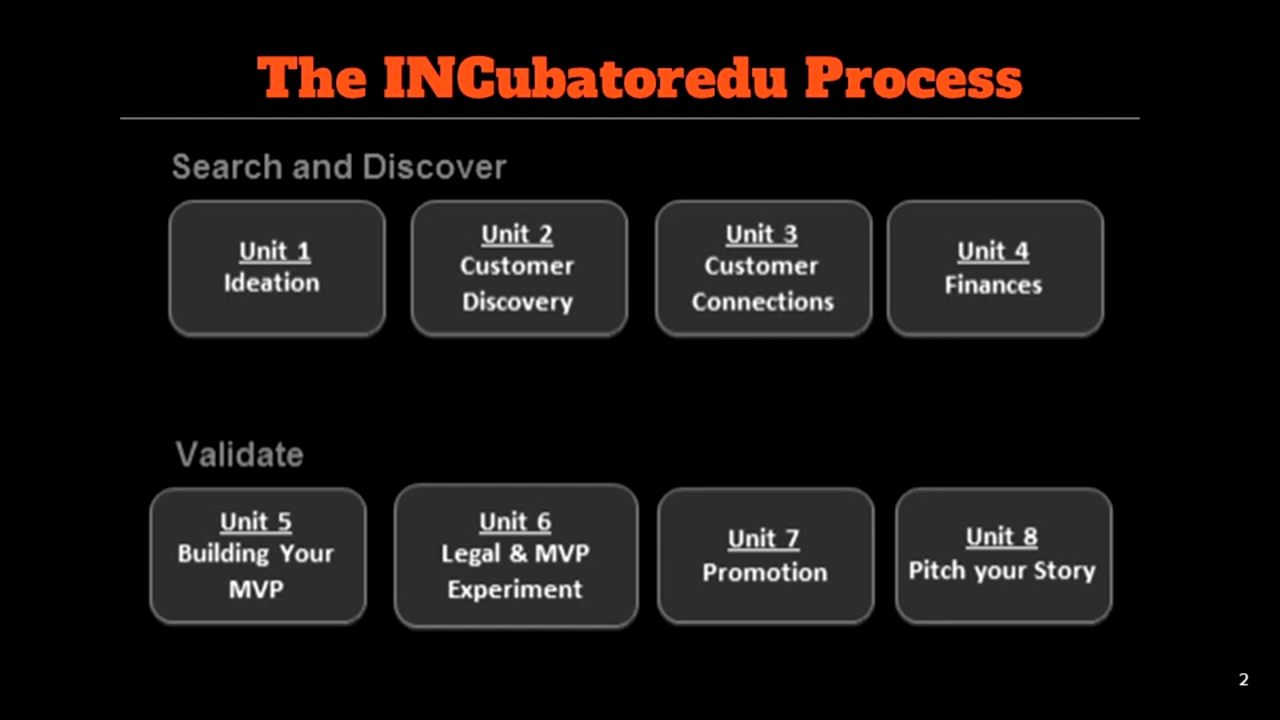 The INCubatoredu Process
Search and Discover
Unit 1
Ideation
Unit 2
Customer
Discovery
Unit 3
Customer
Connections
Unit 4
Finances
Validate
Unit 5
Building Your
MVP
Unit 6
Legal & MVP
Experiment
Unit 7
Promotion
Unit 8
Pitch your Story
2